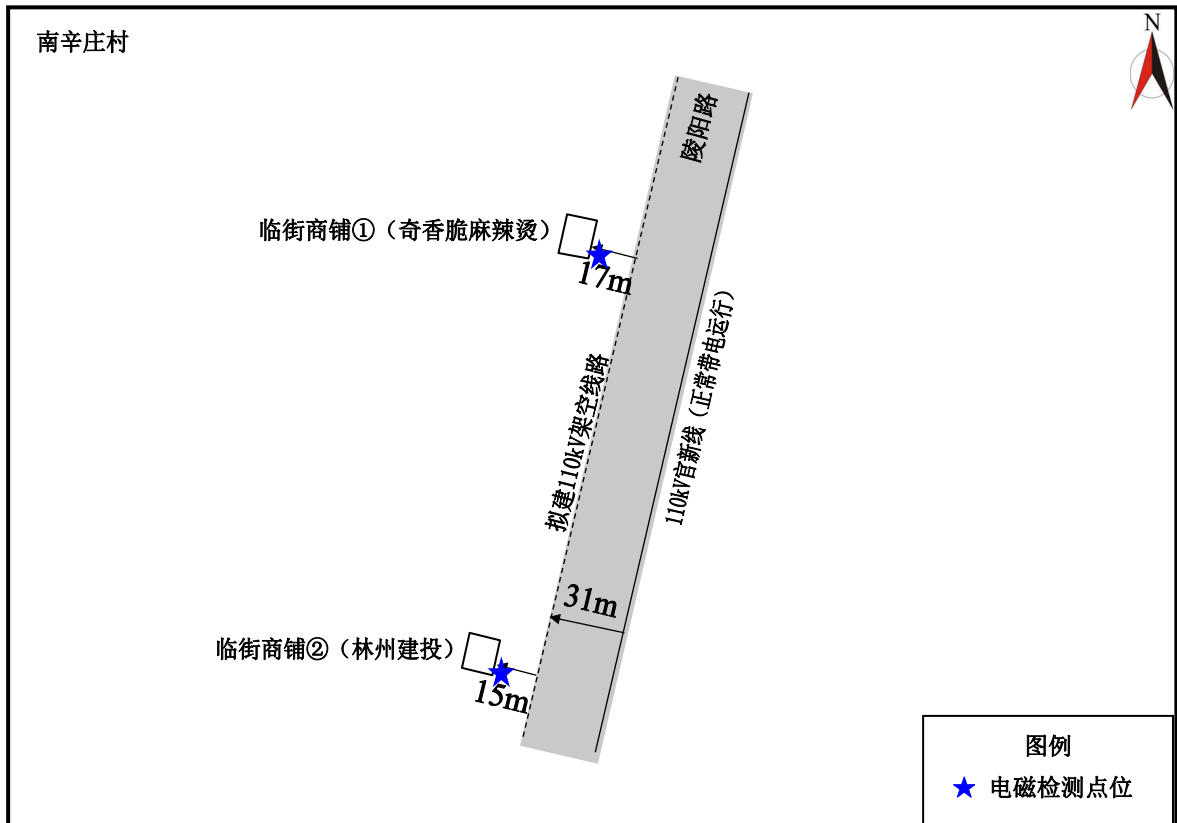 南辛庄村
N
陵阳路
临街商铺①（奇香脆麻辣烫）
17m
110kV官新线（正常带电运行）
拟建110kV架空线路
31m
临街商铺②（林州建投）
15m
图例
电磁检测点位